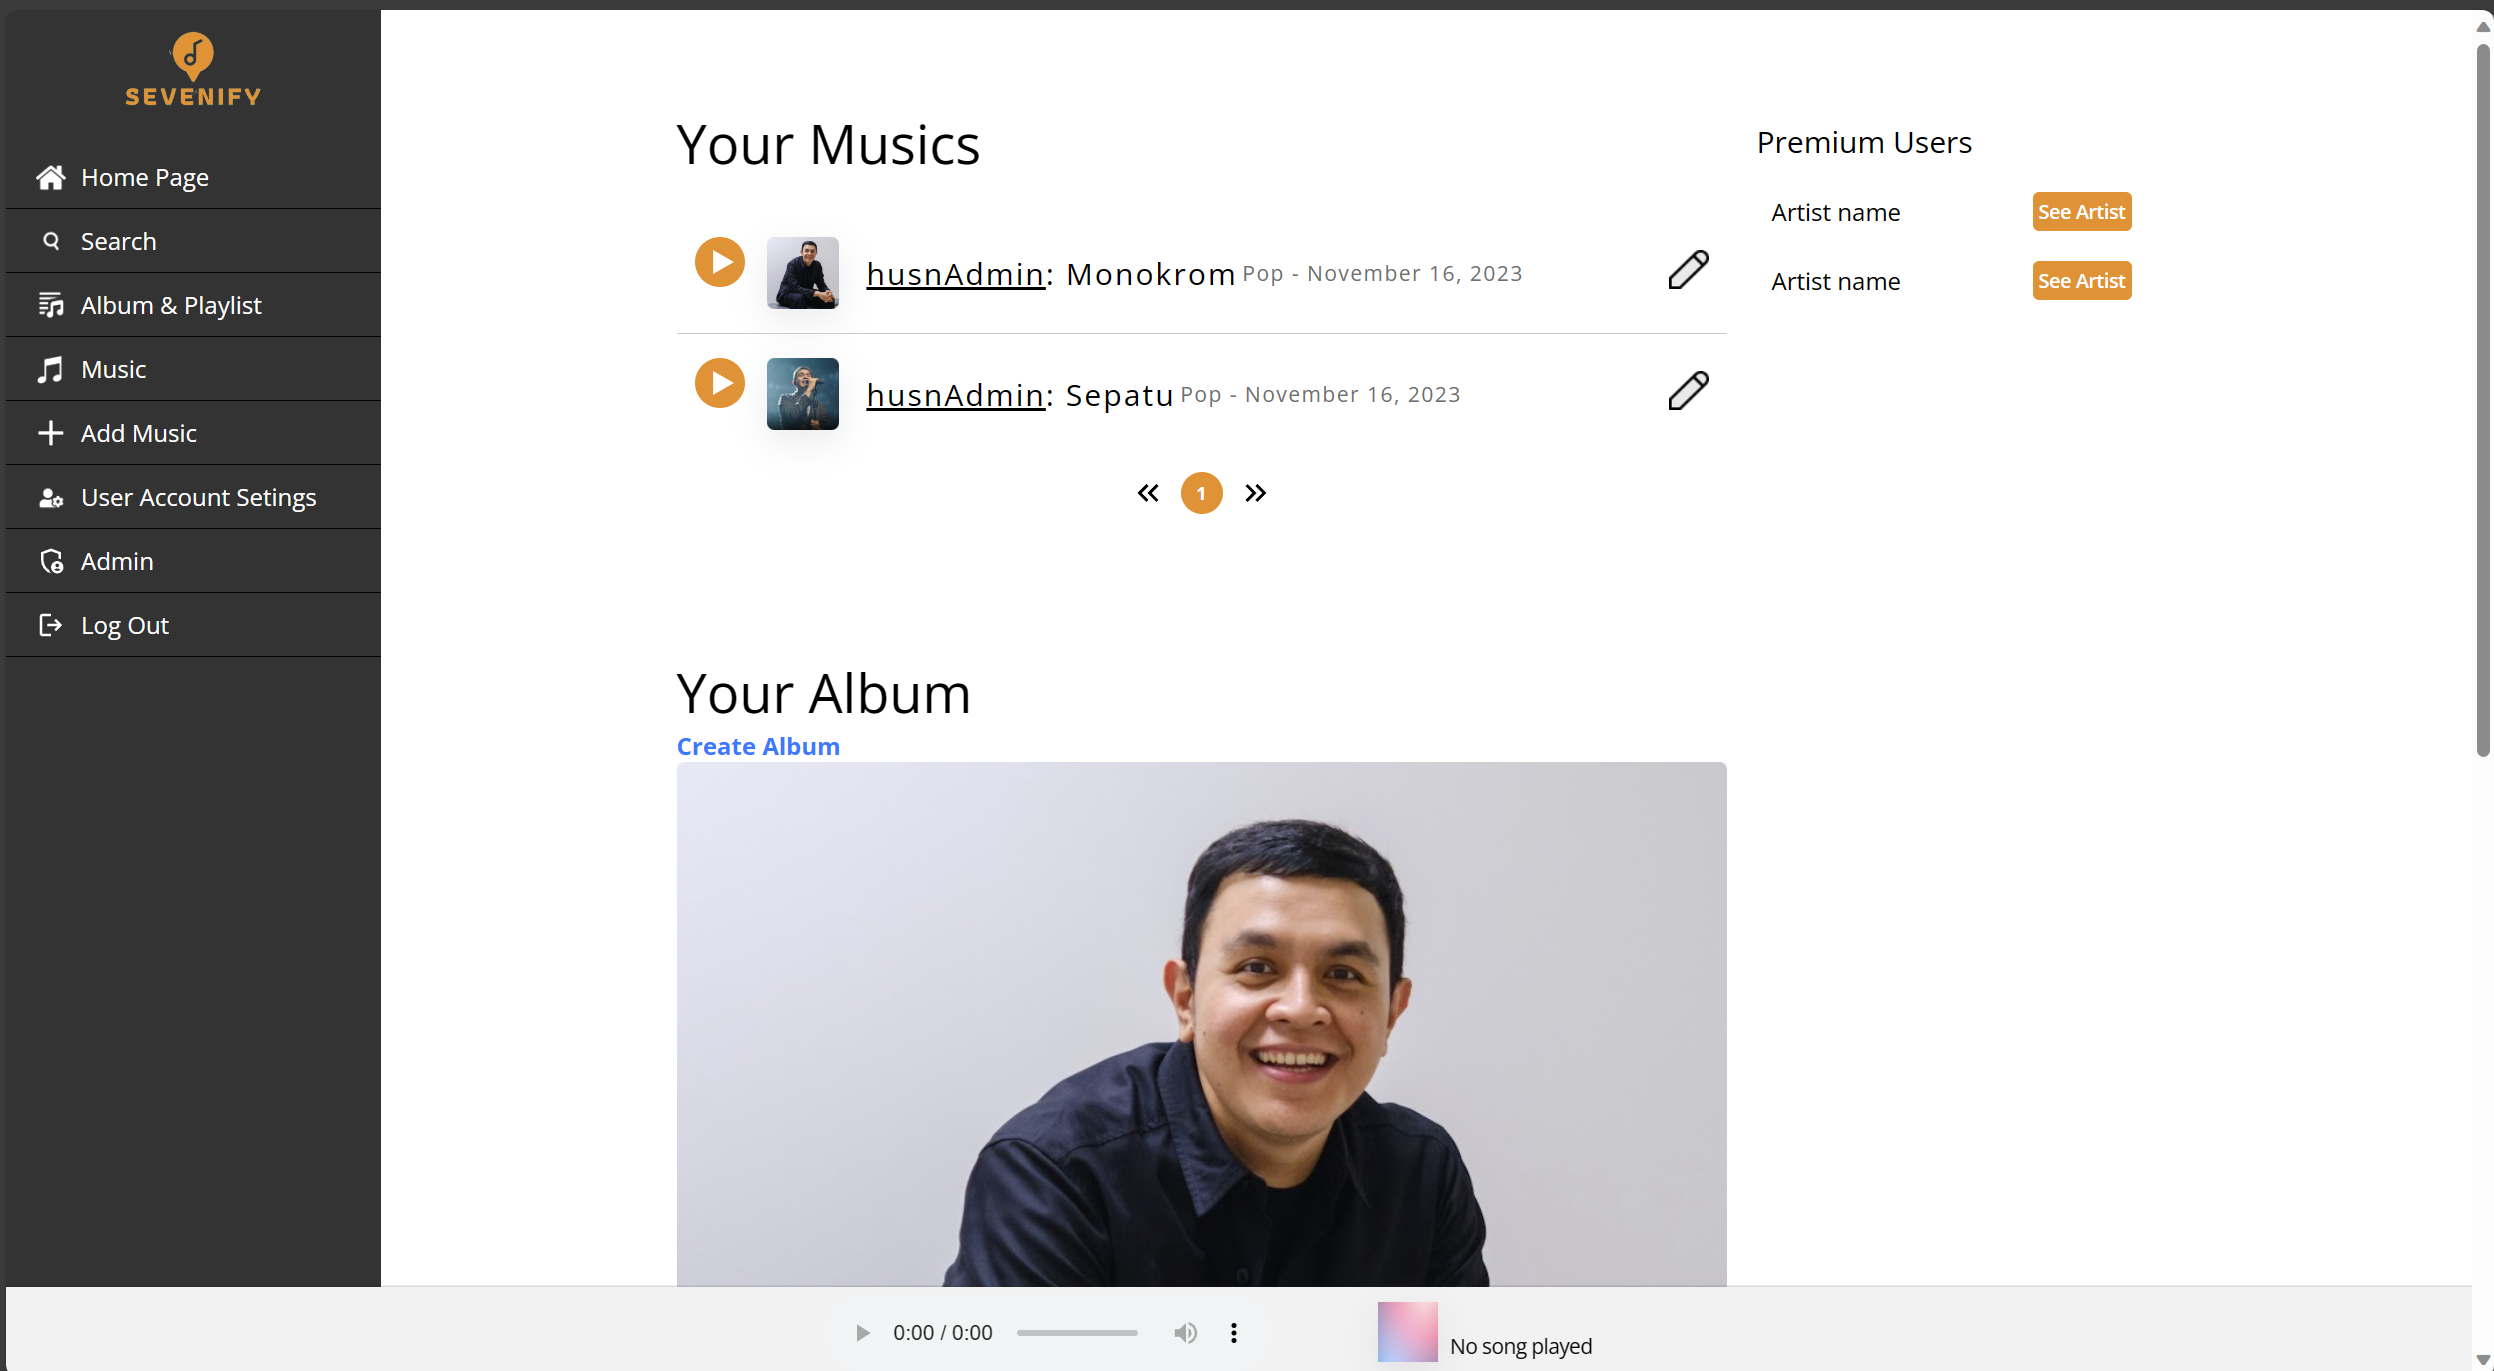 SEVENIFY
Home Page
Search
Album & Playlist
Music
Add Music
User Account Setings
Admin
Log Out
Your Musics
husnAdmin: Monokrom Pop - November 16, 2023
husnAdmin: Sepatu Pop - November 16, 2023
1
Premium Users
Artist name See Artist
Artist name See Artist
Your Album
Create Album
0:00 / 0:00
No song played